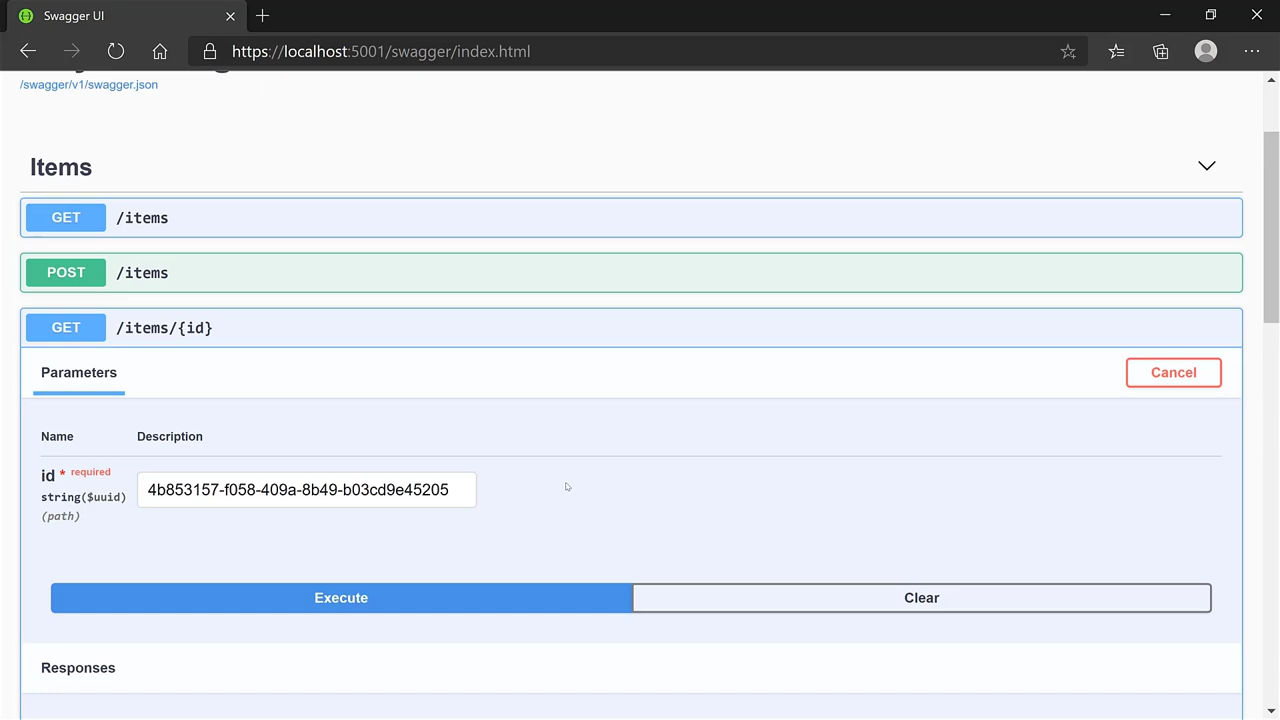 Swagger UI
https://localhost:5001/swagger/index.html
/swagger/v1/swagger.json
Items
GET /items
POST /items
GET /items/{id}
Parameters
Cancel
Name Description
id * required
string($uuid)
(path)
4b853157-f058-409a-8b49-b03cd9e45205
Execute Clear
Responses